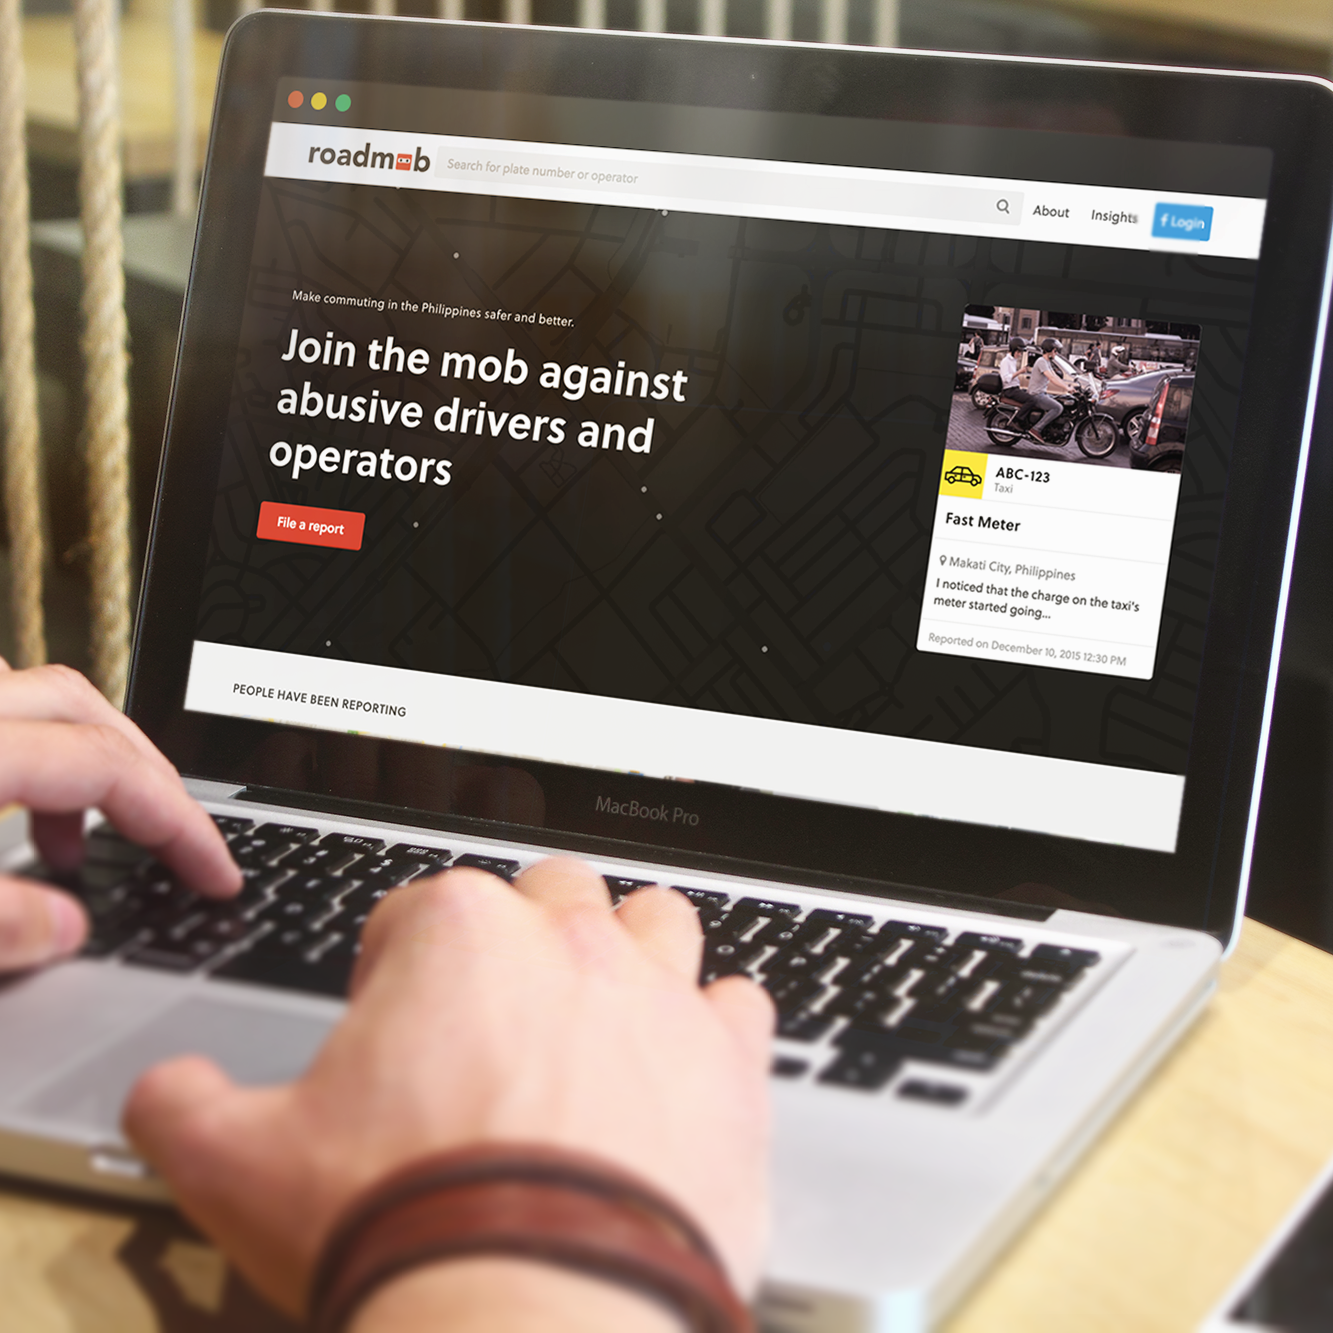 roadmob
Search for plate number or operator
About
Insights
f Login
Make commuting in the Philippines safer and better.
Join the mob against
abusive drivers and
operators
File a report
ABC-123
Taxi
Fast Meter
Makati City, Philippines
I noticed that the charge on the taxi's
meter started going...
Reported on December 10, 2015 12:30 PM
PEOPLE HAVE BEEN REPORTING
MacBook Pro